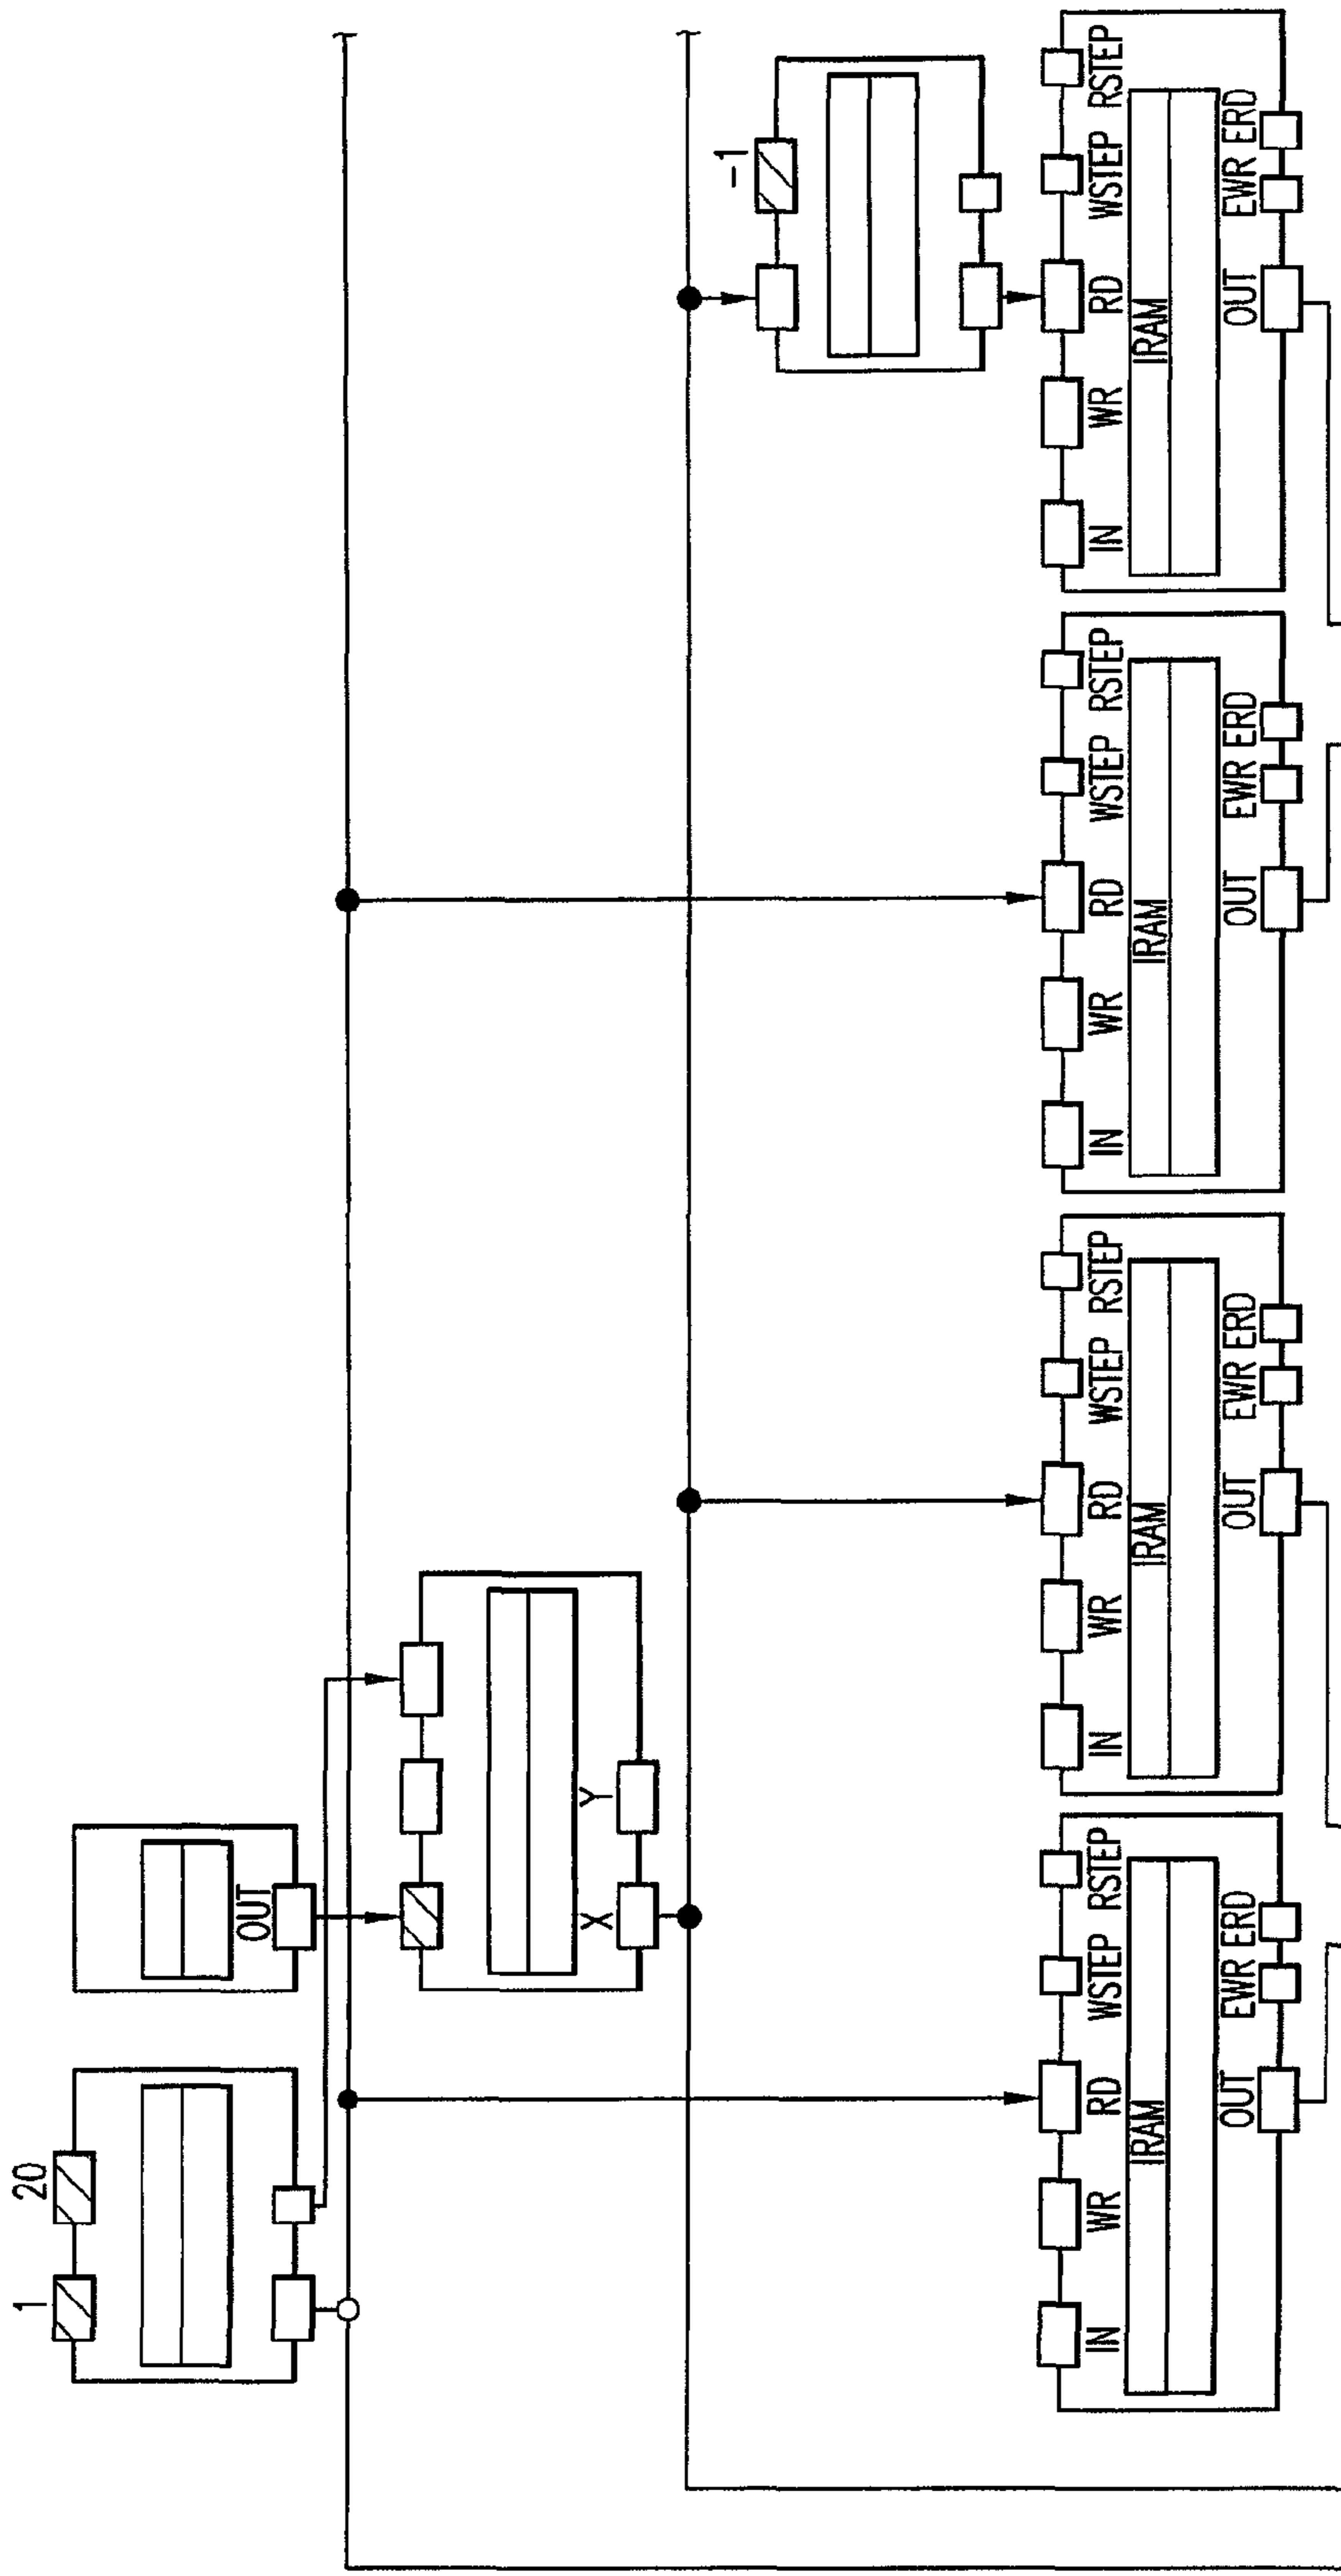 1 20
OUT
X Y
-1
IN WR RD WSTEP RSTEP IN WR RD WSTEP RSTEP IN WR RD WSTEP RSTEP IN WR RD WSTEP RSTEP
IRAM IRAM IRAM IRAM
OUT EWR ERD OUT EWR ERD OUT EWR ERD OUT EWR ERD